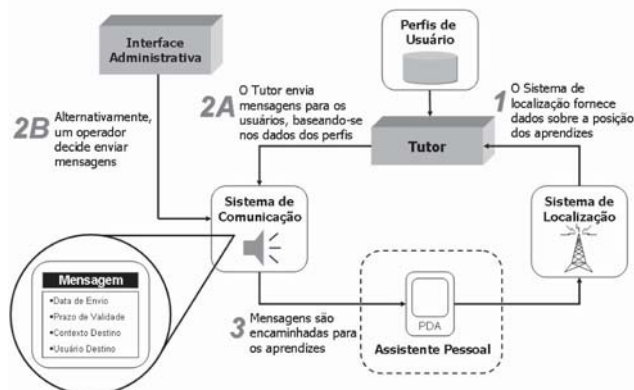 Interface
Administrativa
Perfis de
Usuário
2B
Alternativamente,
um operador
decide enviar
mensagens
2A
O Tutor envia
mensagens para os
usuários, baseando-se
nos dados dos perfis
1
O Sistema de
localização fornece
dados sobre a posição
dos aprendizes
Tutor
Sistema de
Comunicação
Sistema de
Localização
Mensagem
•Data de Envio
•Prazo de Validade
•Contexto Destino
•Usuário Destino
3
Mensagens são
encaminhadas para
os aprendizes
PDA
Assistente Pessoal